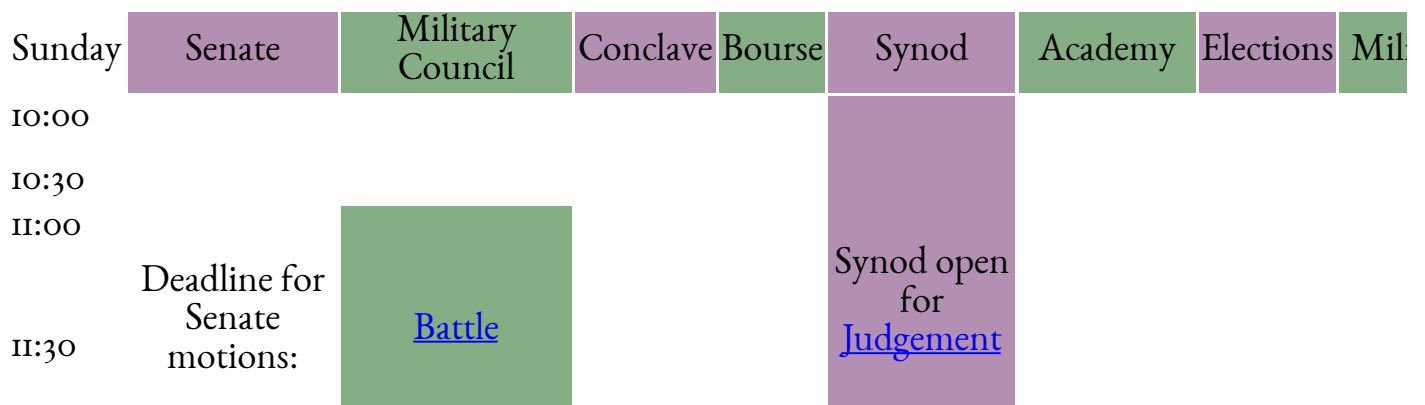 Sunday Senate Military Council Conclave Bourse Synod Academy Elections
10:00
10:30
11:00
Deadline for
Senate
motions:
Battle
Synod open
for
Judgement
11:30